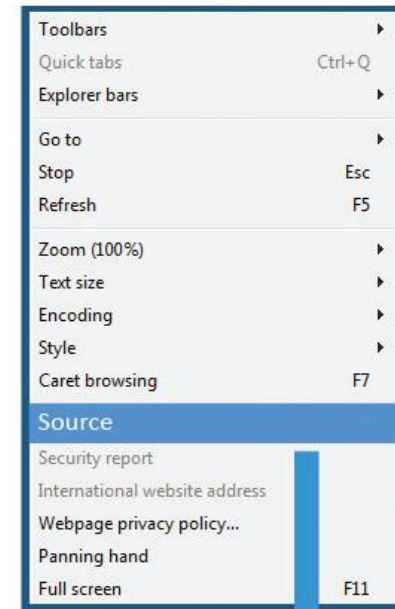 Toolbars
Quick tabs Ctrl+Q
Explorer bars
Go to
Stop Esc
Refresh F5
Zoom (100%)
Text size
Encoding
Style
Caret browsing F7
Source
Security report
International website address
Webpage privacy policy...
Panning hand
Full screen F11